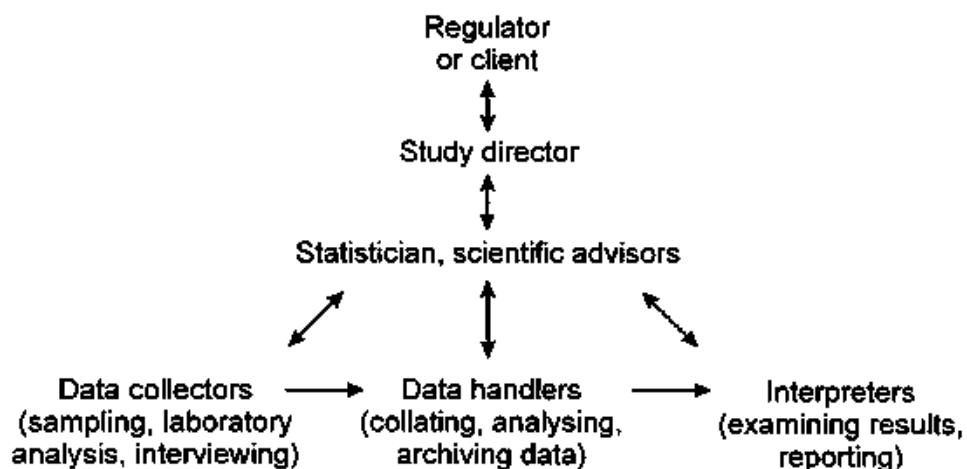 Regulator
or client
Study director
Statistician, scientific advisors
Data collectors
(sampling, laboratory
analysis, interviewing)
Data handlers
(collating, analysing,
archiving data)
Interpreters
(examining results,
reporting)